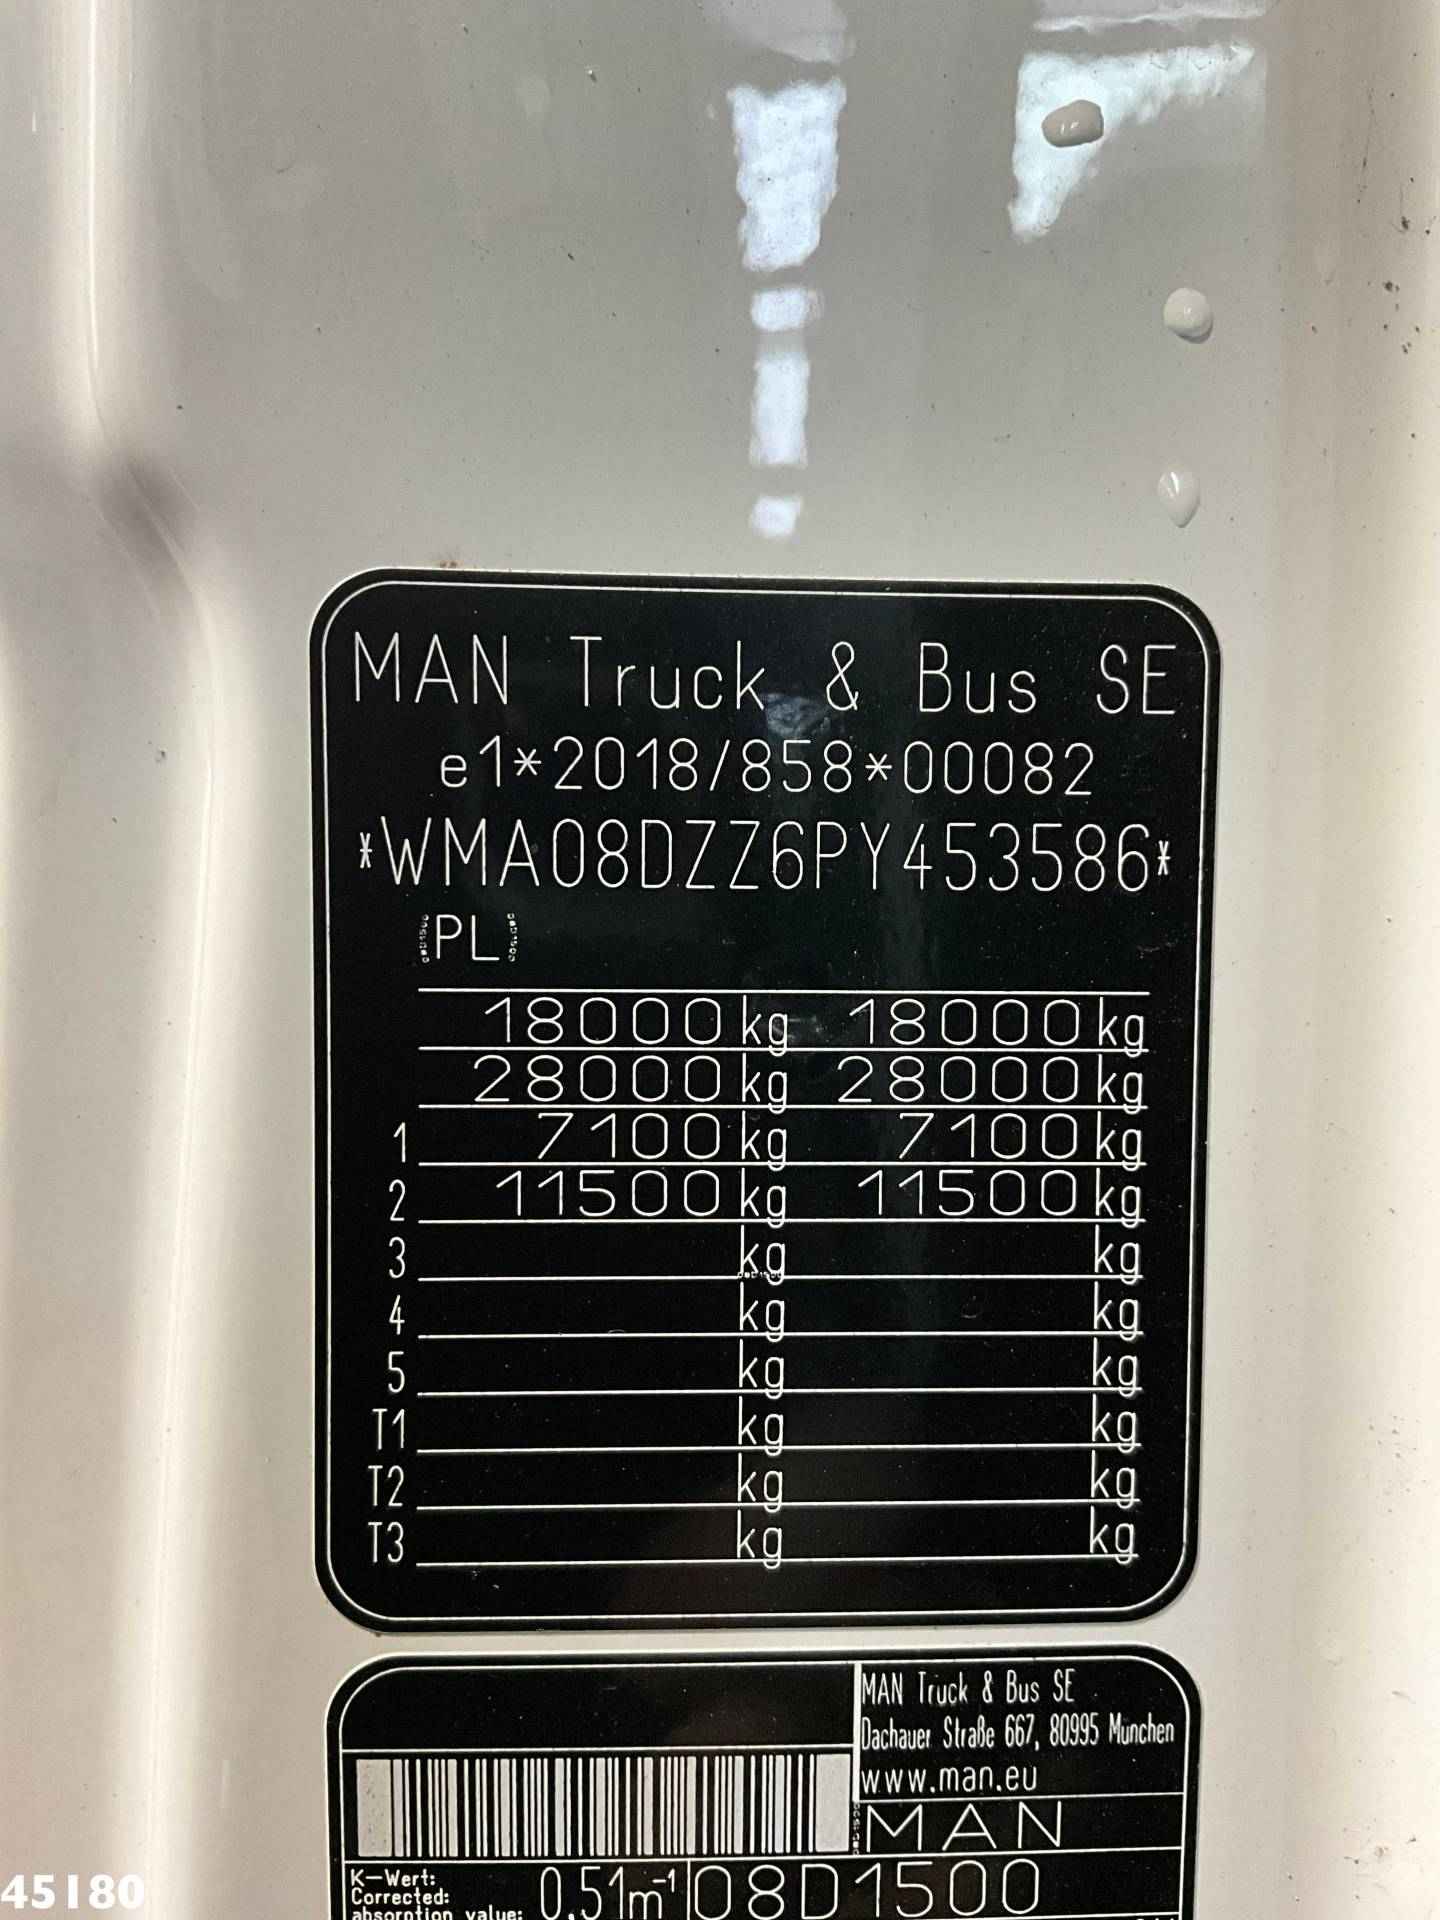 MAN Truck & Bus SE
e1*2018/858*00082
*WMA08DZZ6PY453586*
PL
18000 kg 18000 kg
28000 kg 28000 kg
1 7100 kg 7100 kg
2 11500 kg 11500 kg
3 kg kg
4 kg kg
5 kg kg
T1 kg kg
T2 kg kg
T3 kg kg
MAN Truck & Bus SE
Dachauer Straße 667, 80995 München
www.man.eu
MAN
K-Wert:
Corrected:
absorption value:
0,51m⁻¹
08D1500
45180